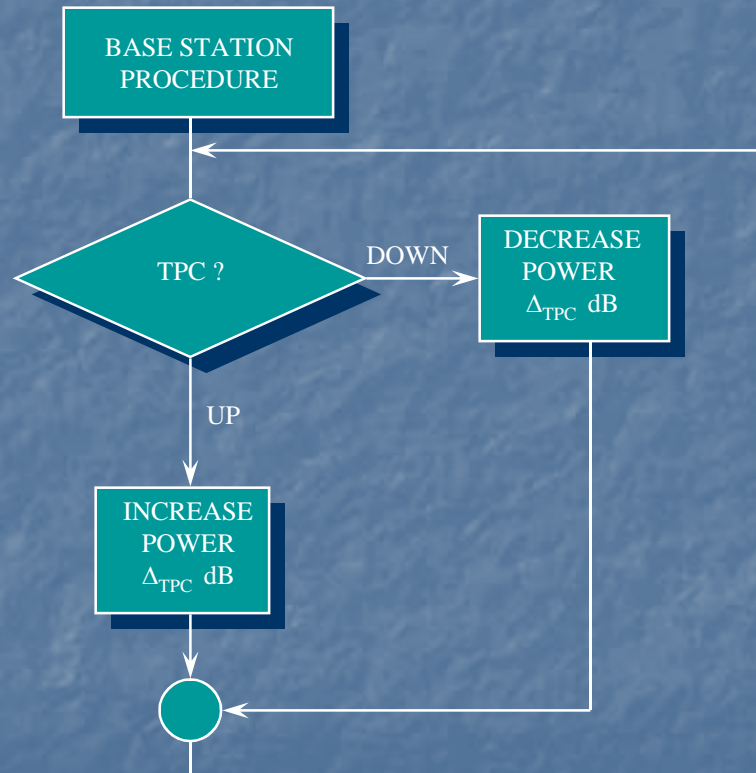 BASE STATION
PROCEDURE
TPC ?
DOWN
DECREASE
POWER
ΔTPC dB
UP
INCREASE
POWER
ΔTPC dB